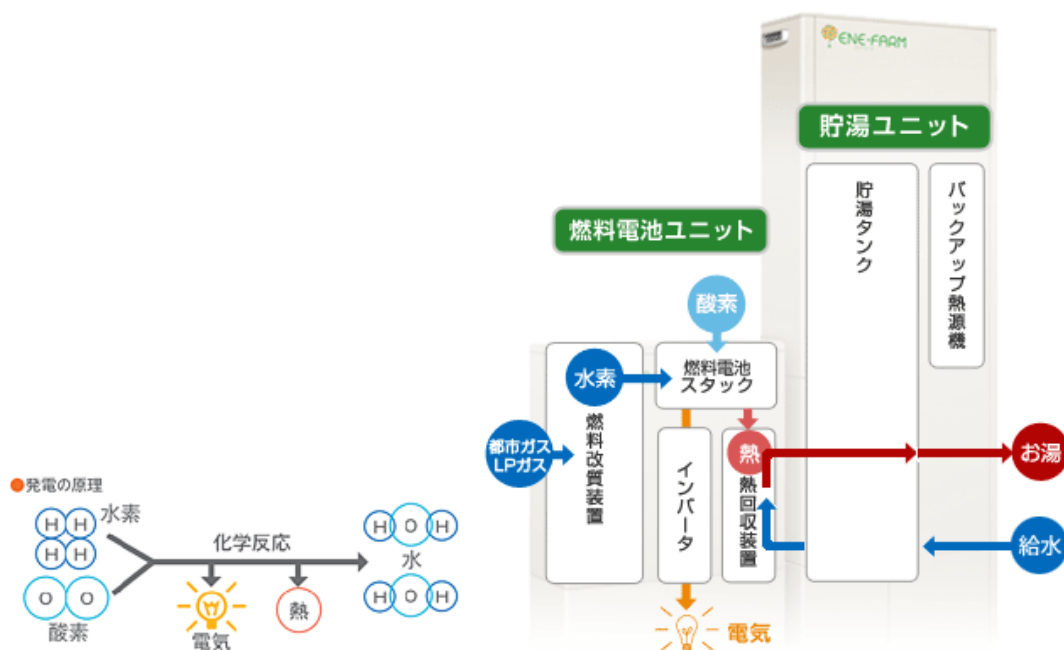 ENE・FARM
貯湯ユニット
貯湯タンク
バックアップ熱源機
燃料電池ユニット
酸素
水素
燃料電池
スタック
都市ガス
LPガス
燃料改質装置
インバータ
熱
熱回収装置
お湯
給水
電気
●発電の原理
水素
H H
H H
O O
酸素
化学反応
電気
熱
H O H
水
H O H